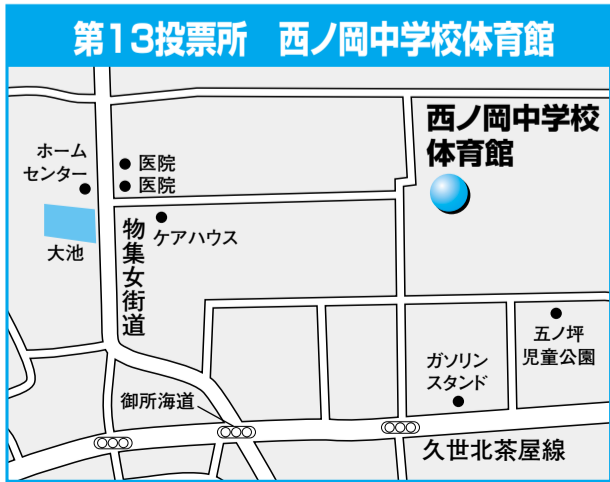 第13投票所　西ノ岡中学校体育館
西ノ岡中学校
体育館
ホーム
センター
医院
医院
ケアハウス
大池
物集女街道
五ノ坪
児童公園
ガソリン
スタンド
御所海道
久世北茶屋線